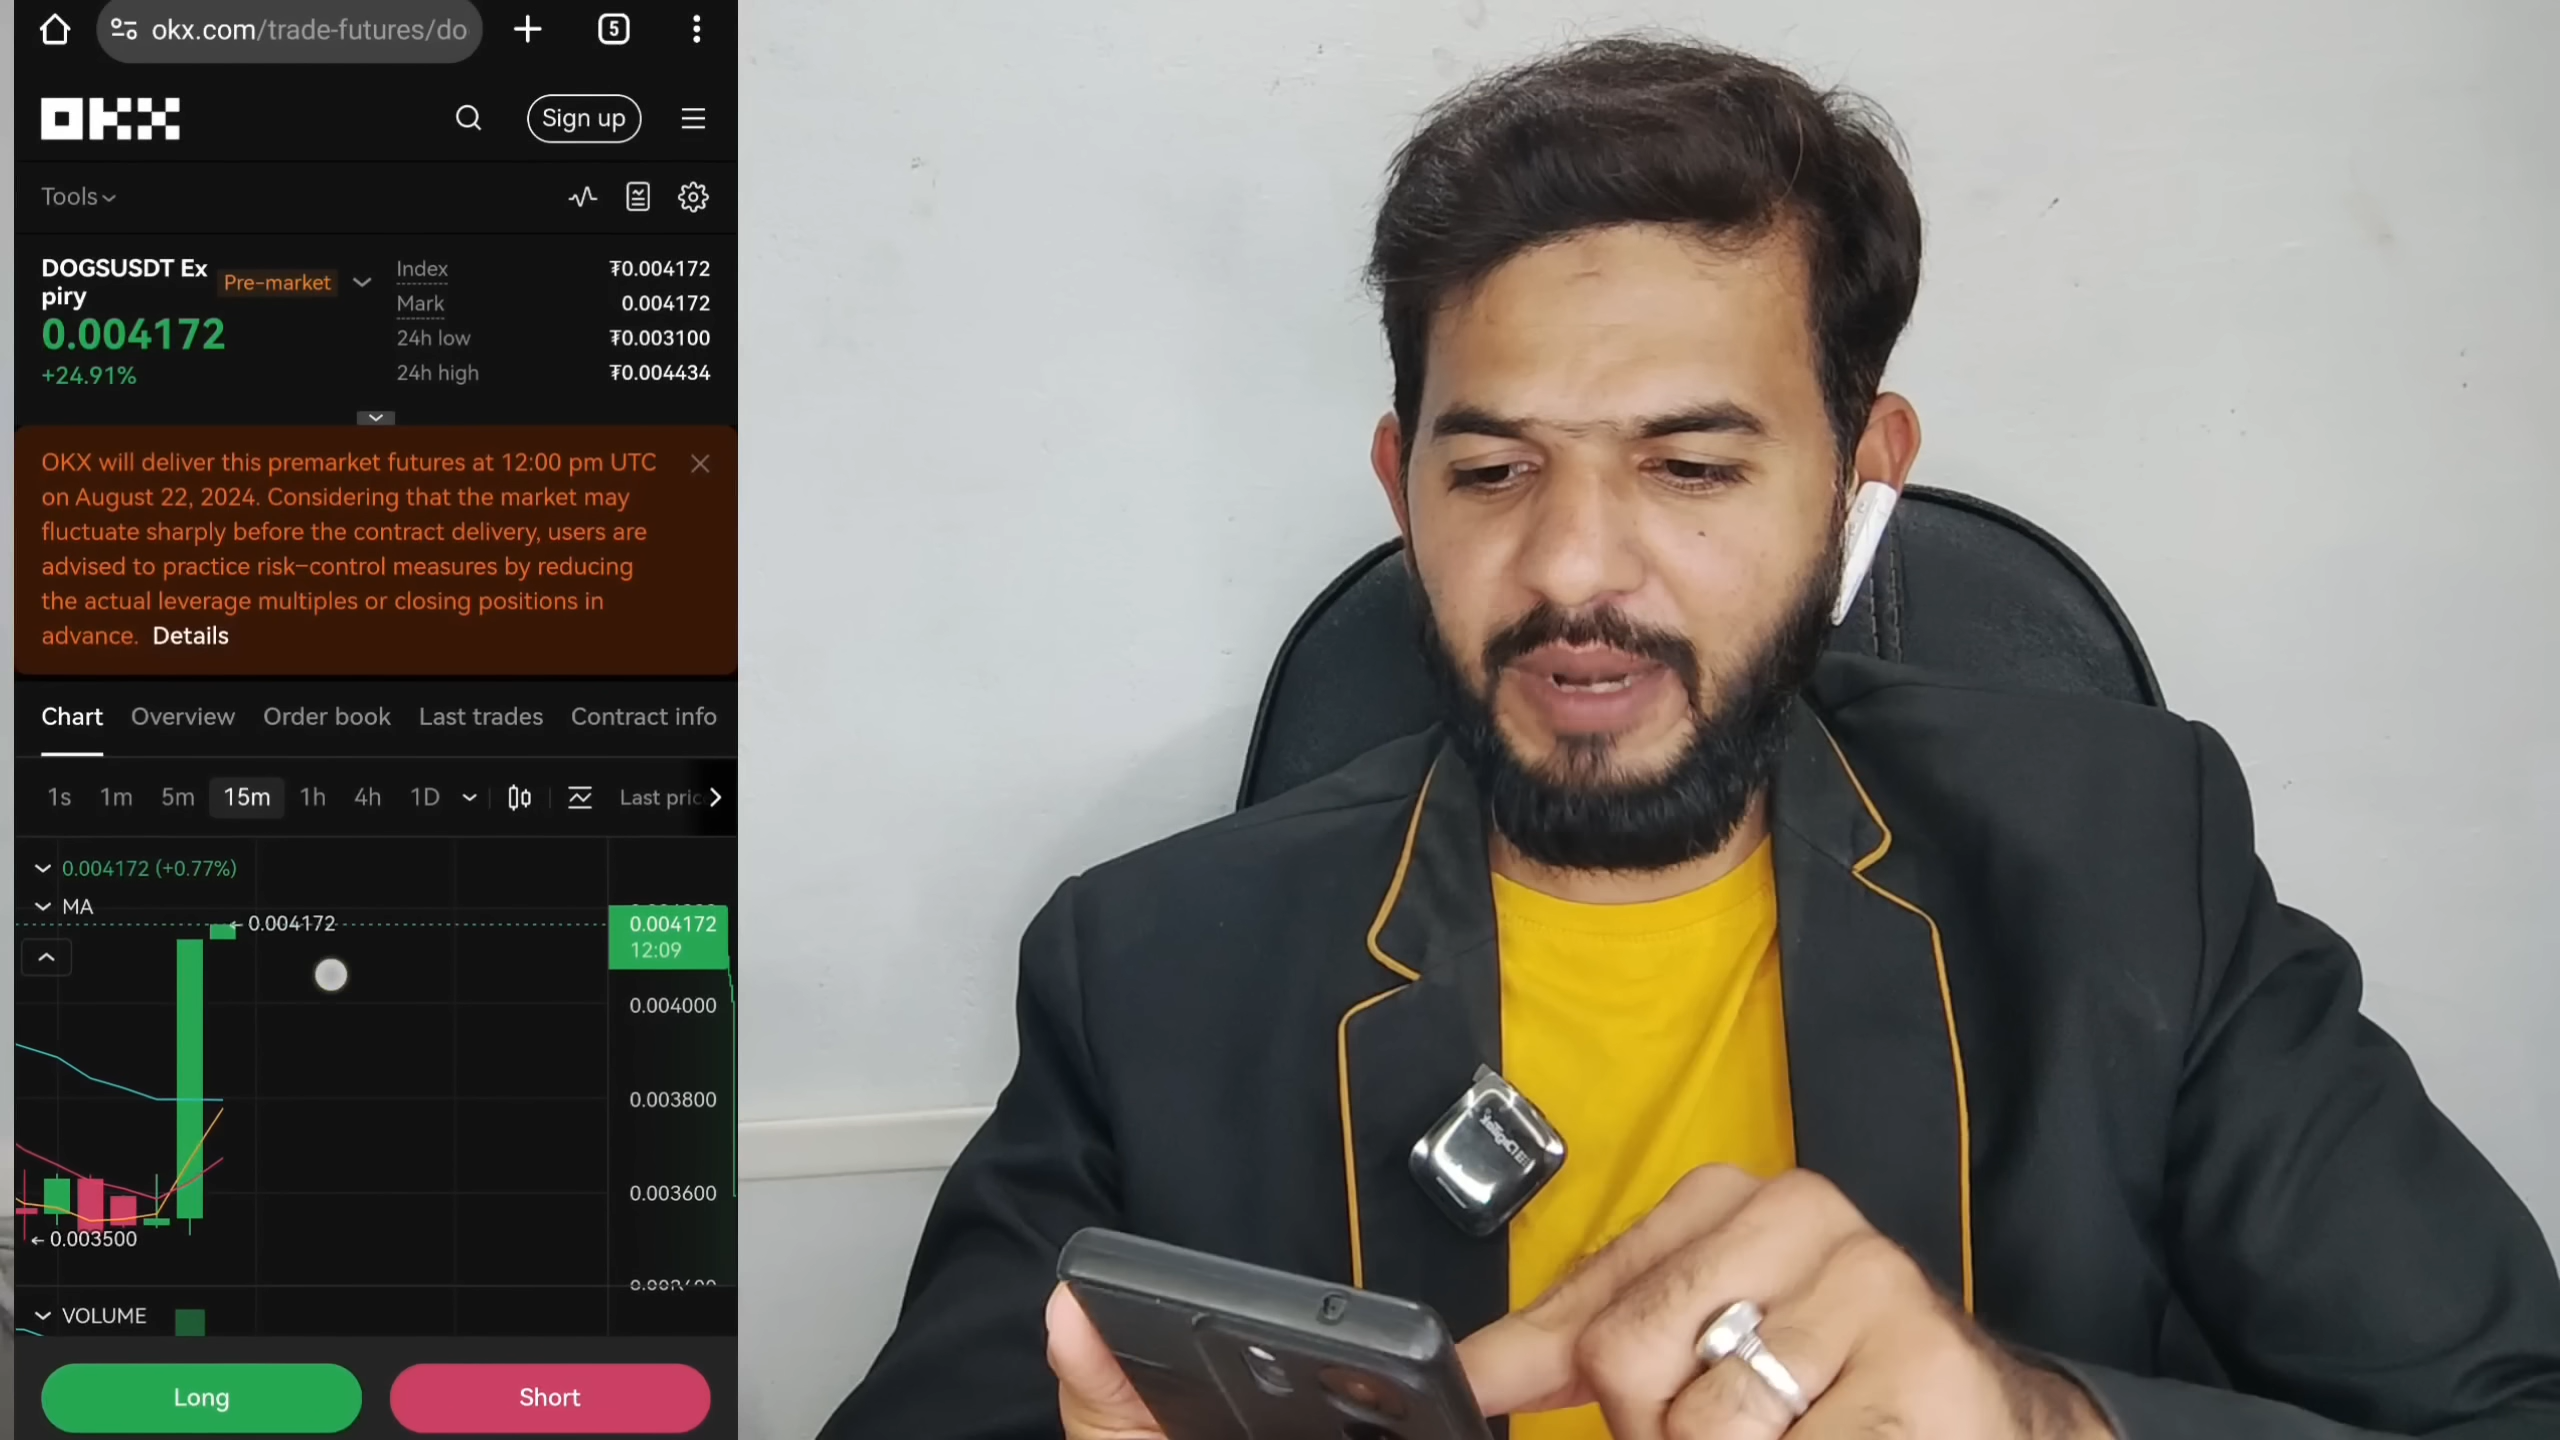 okx.com/trade-futures/do
5
OKX
Sign up
Tools
DOGSUSDT Ex
piry
Pre-market
0.004172
+24.91%
Index ₮0.004172
Mark 0.004172
24h low ₮0.003100
24h high ₮0.004434
OKX will deliver this premarket futures at 12:00 pm UTC
on August 22, 2024. Considering that the market may
fluctuate sharply before the contract delivery, users are
advised to practice risk-control measures by reducing
the actual leverage multiples or closing positions in
advance. Details
Chart Overview Order book Last trades Contract info
1s 1m 5m 15m 1h 4h 1D Last pric
0.004172 (+0.77%)
MA
0.004172
0.004172
12:09
0.004000
0.003800
0.003600
0.003500
VOLUME
Long Short